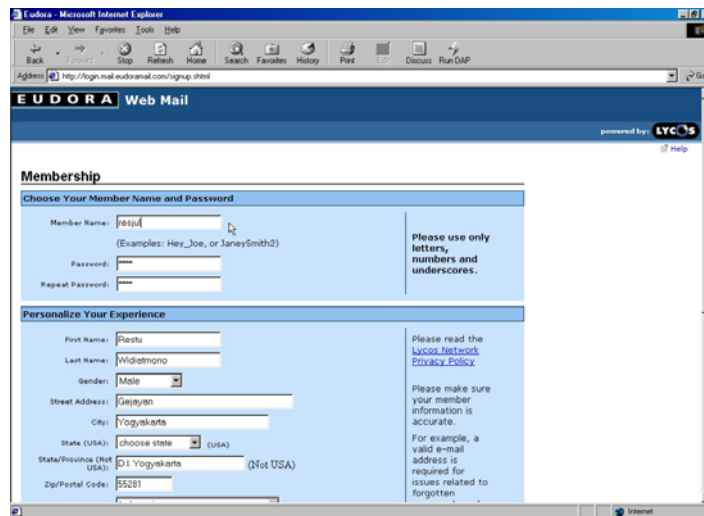 Eudora - Microsoft Internet Explorer
File Edit View Favorites Tools Help
Back Forward Stop Refresh Home Search Favorites History Print Edit Discuss Run DAP
Address http://login.mail.eudoramail.com/signup.shtml Go
EUDORA Web Mail
powered by: LYCOS
Help
Membership
Choose Your Member Name and Password
Member Name: resjul
(Examples: Hey_Joe, or JaneySmith2)
Password: ****
Repeat Password: ****
Please use only
letters,
numbers and
underscores.
Personalize Your Experience
First Name: Restu
Last Name: Widiatmono
Gender: Male
Street Address: Gejayan
City: Yogyakarta
State (USA): choose state (USA)
State/Province (Not USA): D.I. Yogyakarta (Not USA)
Zip/Postal Code: 55281
Please read the
Lycos Network
Privacy Policy
Please make sure
your member
information is
accurate.
For example, a
valid e-mail
address is
required for
issues related to
forgotten
Internet